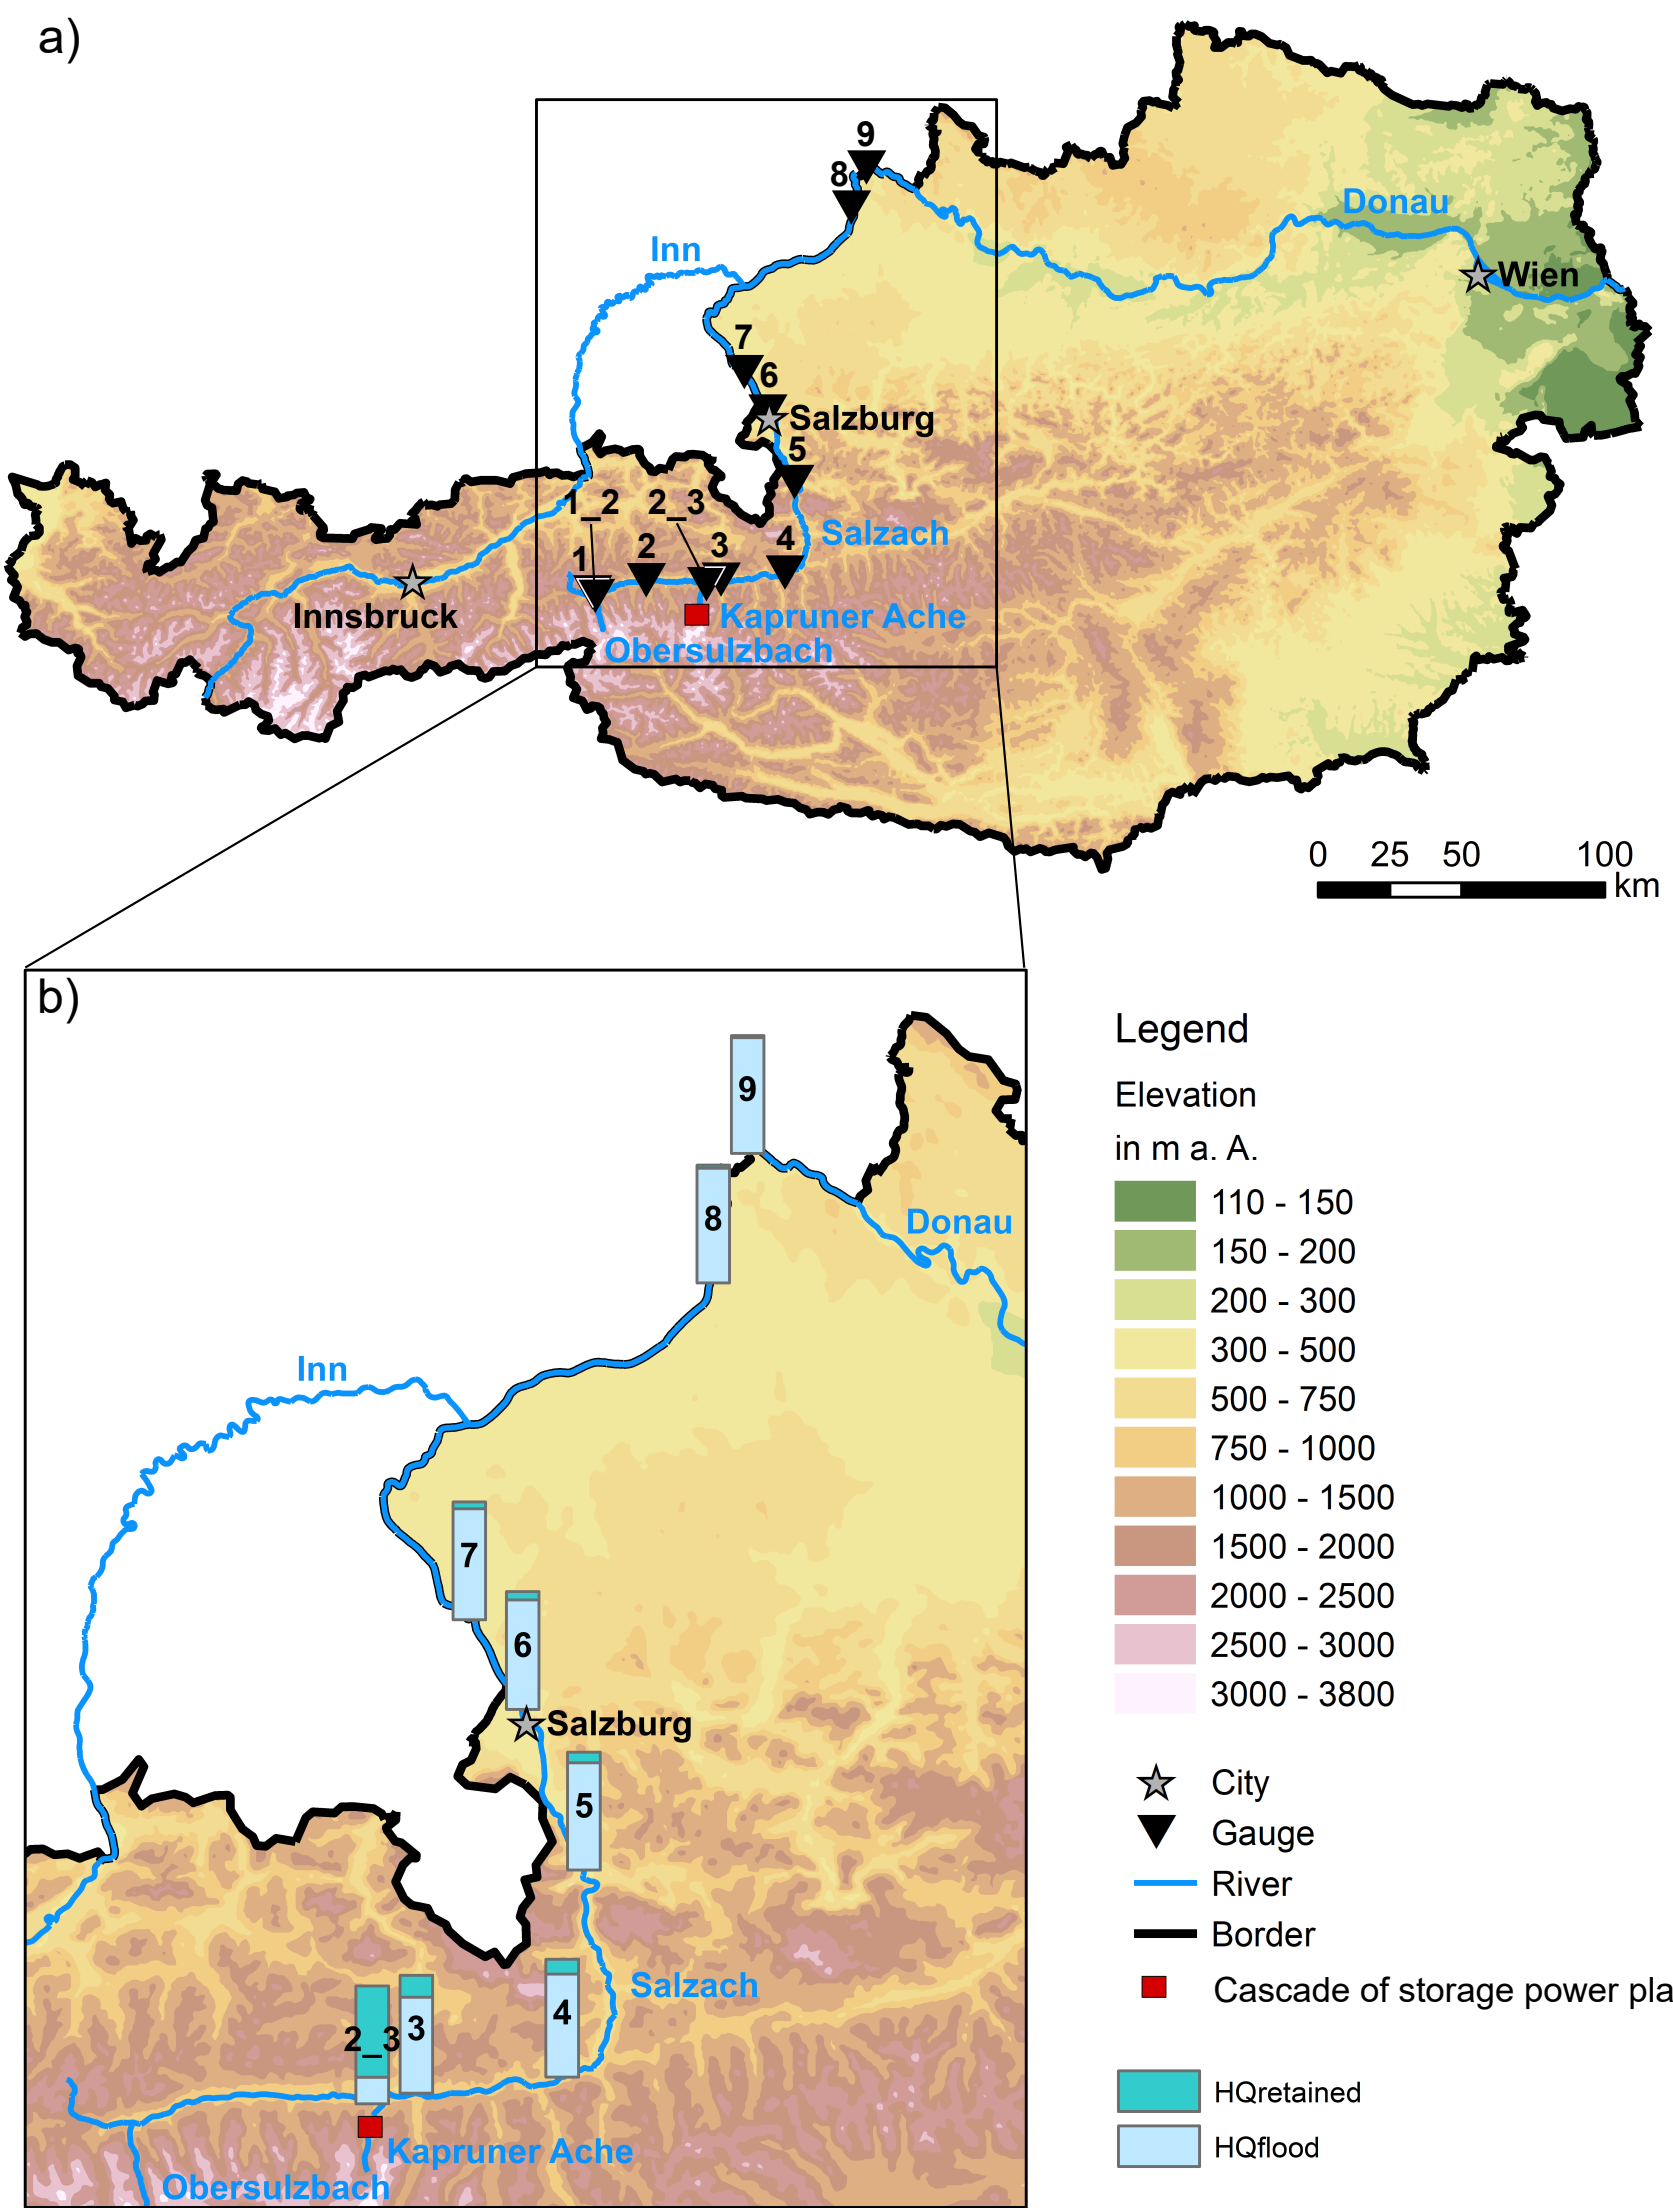 a)
9
8
Donau
Inn
Wien
7
6
Salzburg
5
1_2 2_3
Salzach
1 2 3 4
Innsbruck
Kapruner Ache
Obersulzbach
0 25 50 100
km
b)
9
8
Donau
Inn
7
6
Salzburg
5
Salzach
4
3
2_3
Kapruner Ache
Obersulzbach
Legend
Elevation
in m a. A.
110 - 150
150 - 200
200 - 300
300 - 500
500 - 750
750 - 1000
1000 - 1500
1500 - 2000
2000 - 2500
2500 - 3000
3000 - 3800
City
Gauge
River
Border
Cascade of storage power pla
HQretained
HQflood